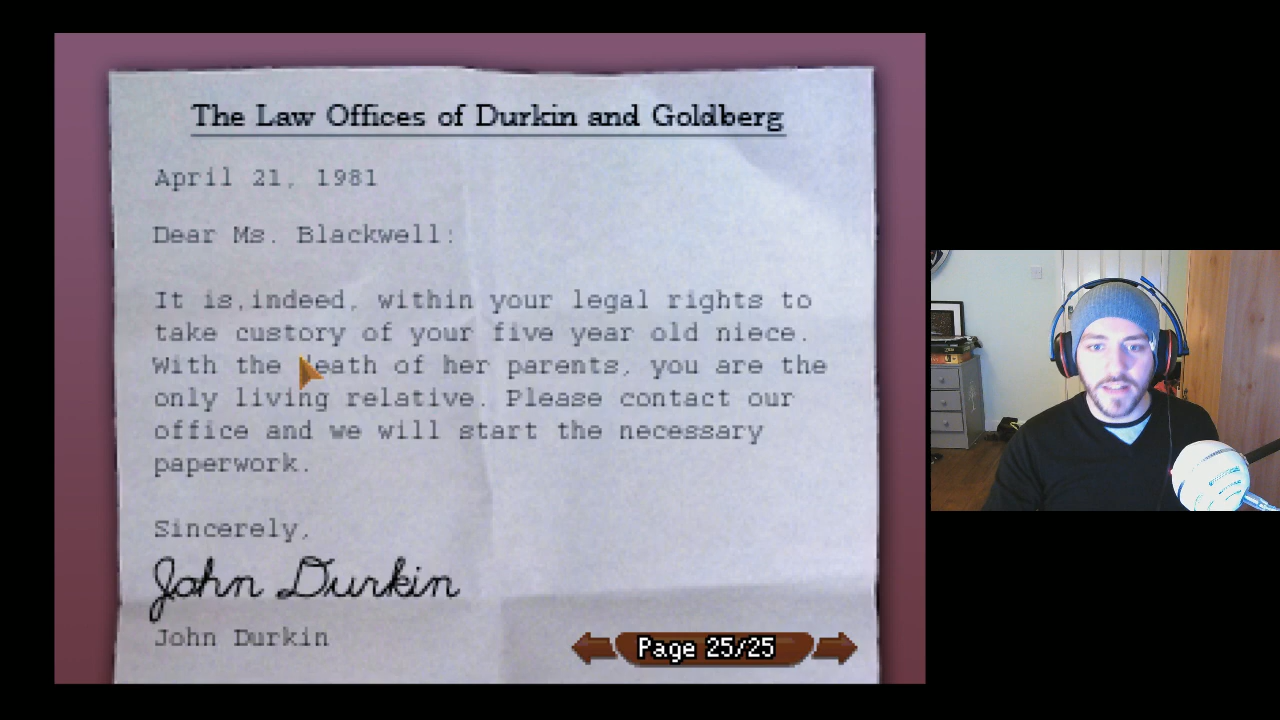 The Law Offices of Durkin and Goldberg
April 21, 1981
Dear Ms. Blackwell:
It is,indeed, within your legal rights to
take custory of your five year old niece.
With the death of her parents, you are the
only living relative. Please contact our
office and we will start the necessary
paperwork.
Sincerely,
John Durkin
John Durkin
Page 25/25